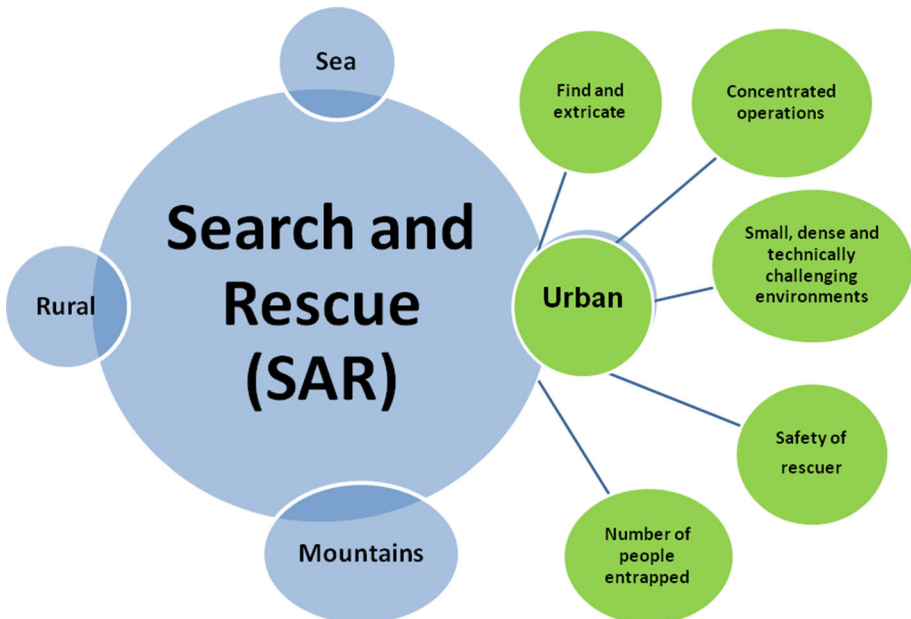 Sea
Search and
Rescue
(SAR)
Rural
Mountains
Urban
Find and
extricate
Concentrated
operations
Small, dense and
technically
challenging
environments
Safety of
rescuer
Number of
people
entrapped